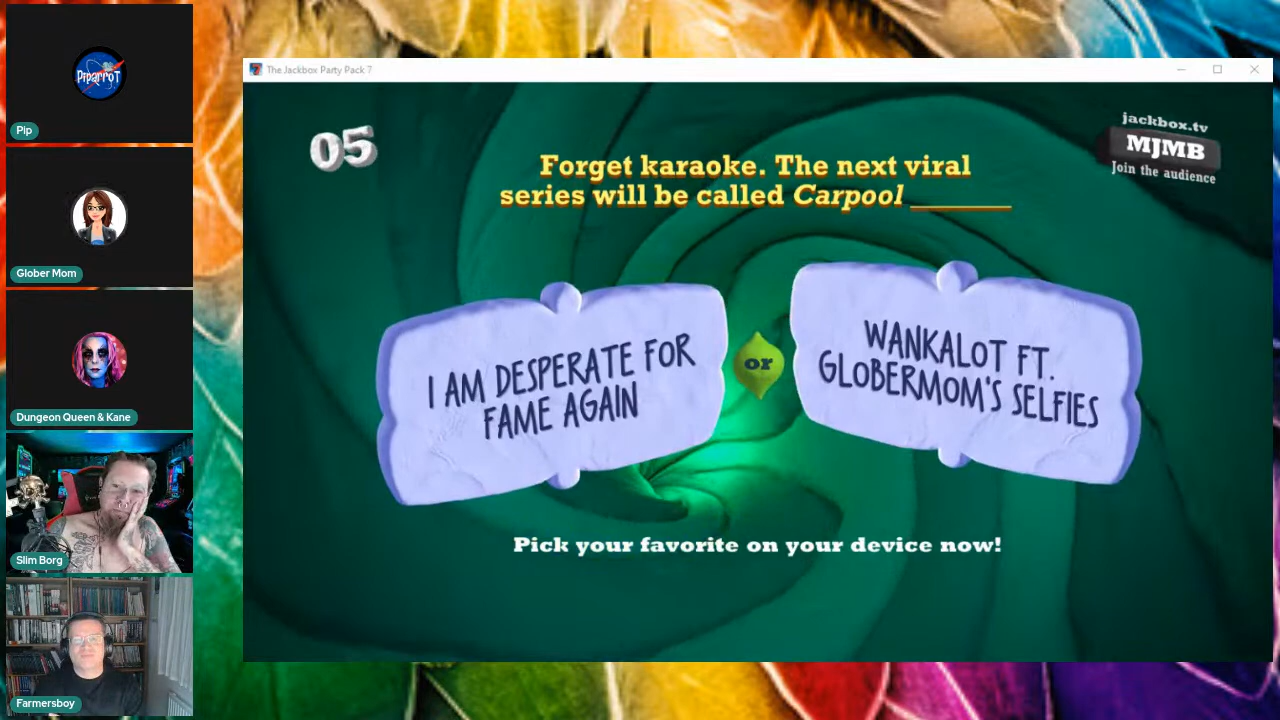 PiparroT
Pip
Glober Mom
Dungeon Queen & Kane
Slim Borg
Farmersboy
The Jackbox Party Pack 7
05
Forget karaoke. The next viral
series will be called Carpool ________
jackbox.tv
MJMB
Join the audience
I AM DESPERATE FOR
FAME AGAIN
or
WANKALOT FT.
GLOBERMOM'S SELFIES
Pick your favorite on your device now!